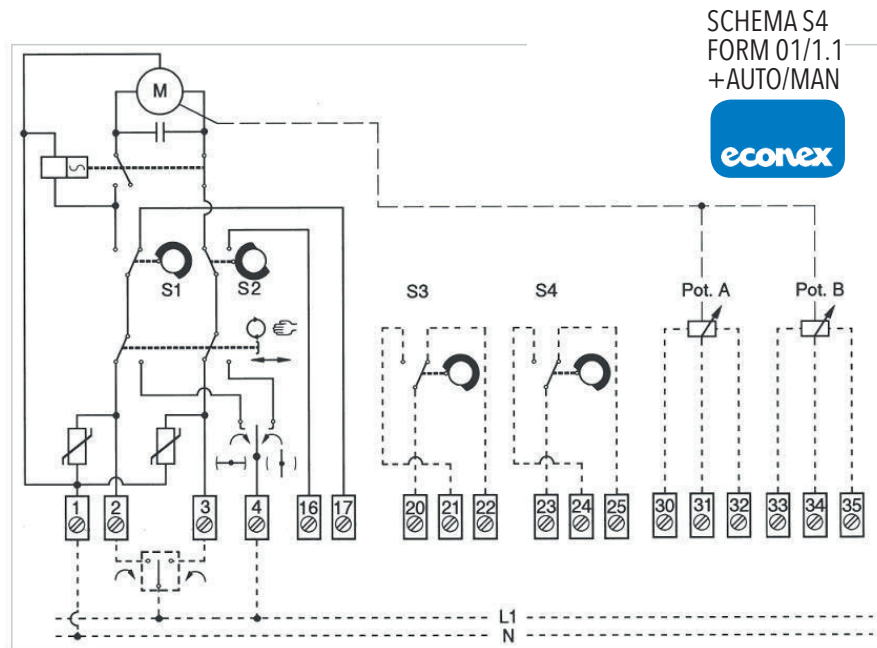 SCHEMA S4
FORM 01/1.1
+AUTO/MAN
econex
M
S1
S2
S3
S4
Pot. A
Pot. B
1 2 3 4 16 17 20 21 22 23 24 25 30 31 32 33 34 35
L1
N